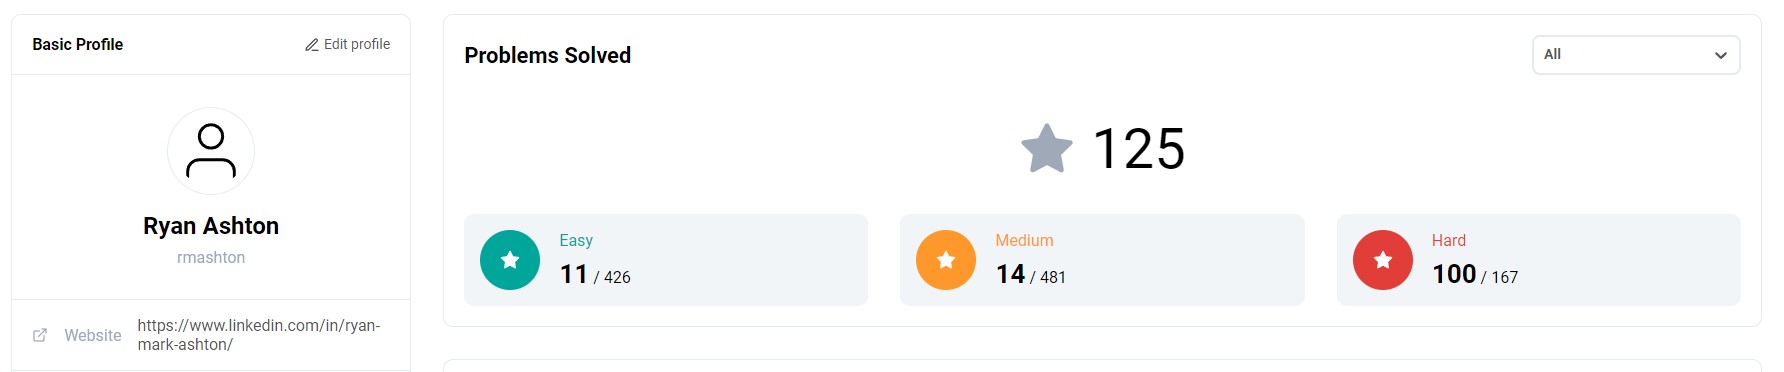 Basic Profile
Edit profile
Ryan Ashton
rmashton
Website
https://www.linkedin.com/in/ryan-
mark-ashton/
Problems Solved
All
125
Easy
11 / 426
Medium
14 / 481
Hard
100 / 167